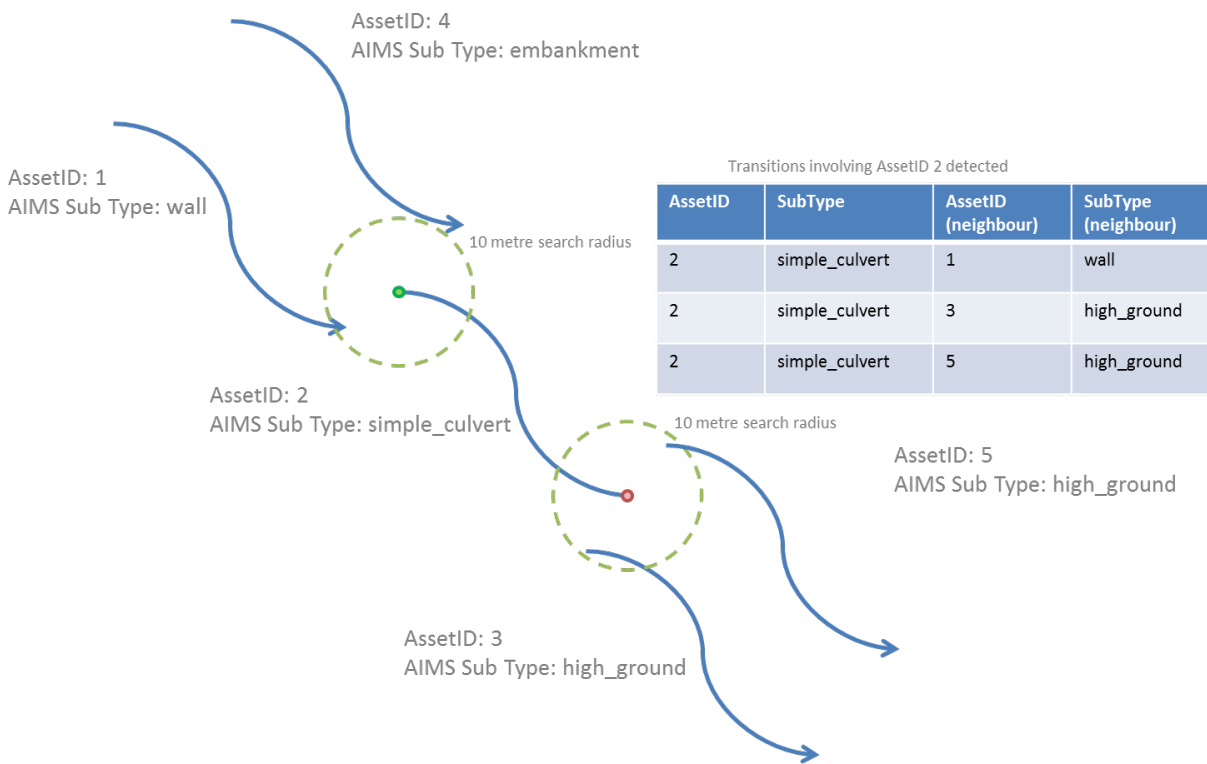 AssetID: 4
AIMS Sub Type: embankment
AssetID: 1
AIMS Sub Type: wall
10 metre search radius
Transitions involving AssetID 2 detected
AssetID SubType AssetID (neighbour) SubType (neighbour)
2 simple_culvert 1 wall
2 simple_culvert 3 high_ground
2 simple_culvert 5 high_ground
AssetID: 2
AIMS Sub Type: simple_culvert
10 metre search radius
AssetID: 5
AIMS Sub Type: high_ground
AssetID: 3
AIMS Sub Type: high_ground